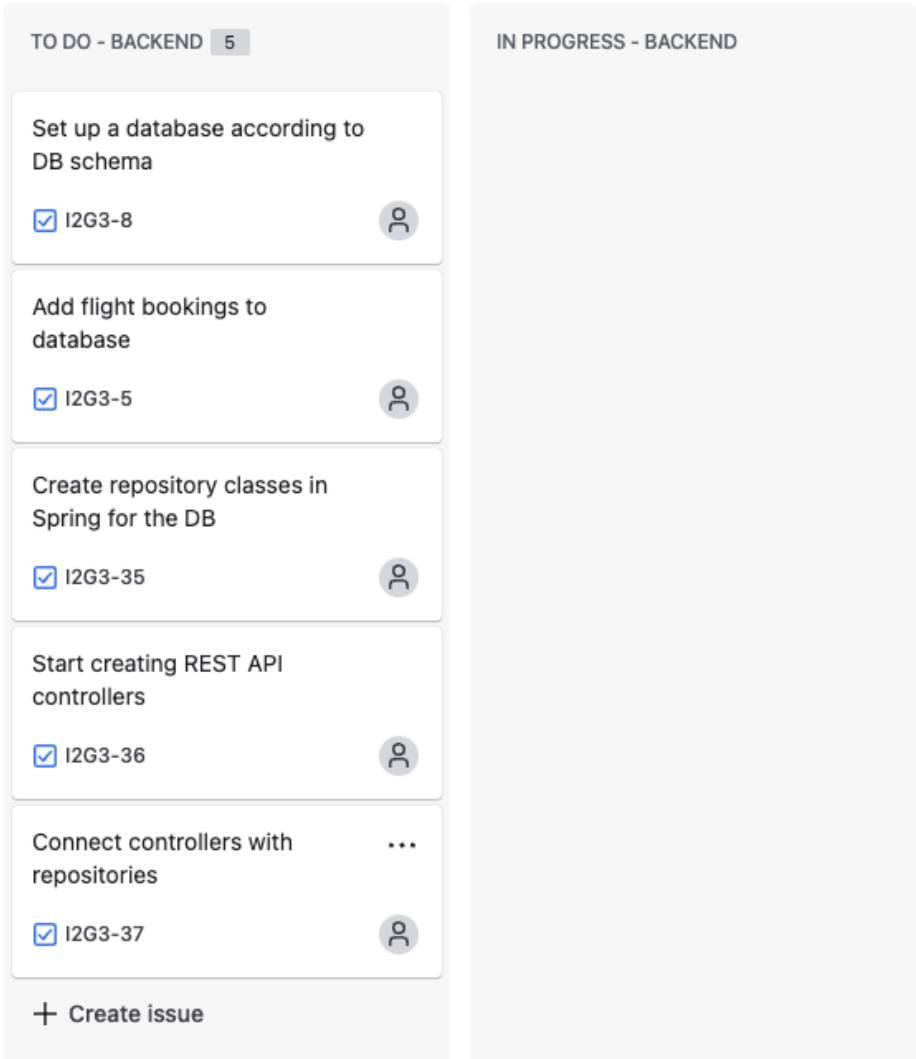 TO DO - BACKEND 5
Set up a database according to
DB schema
I2G3-8
Add flight bookings to
database
I2G3-5
Create repository classes in
Spring for the DB
I2G3-35
Start creating REST API
controllers
I2G3-36
Connect controllers with
repositories
I2G3-37
Create issue
IN PROGRESS - BACKEND